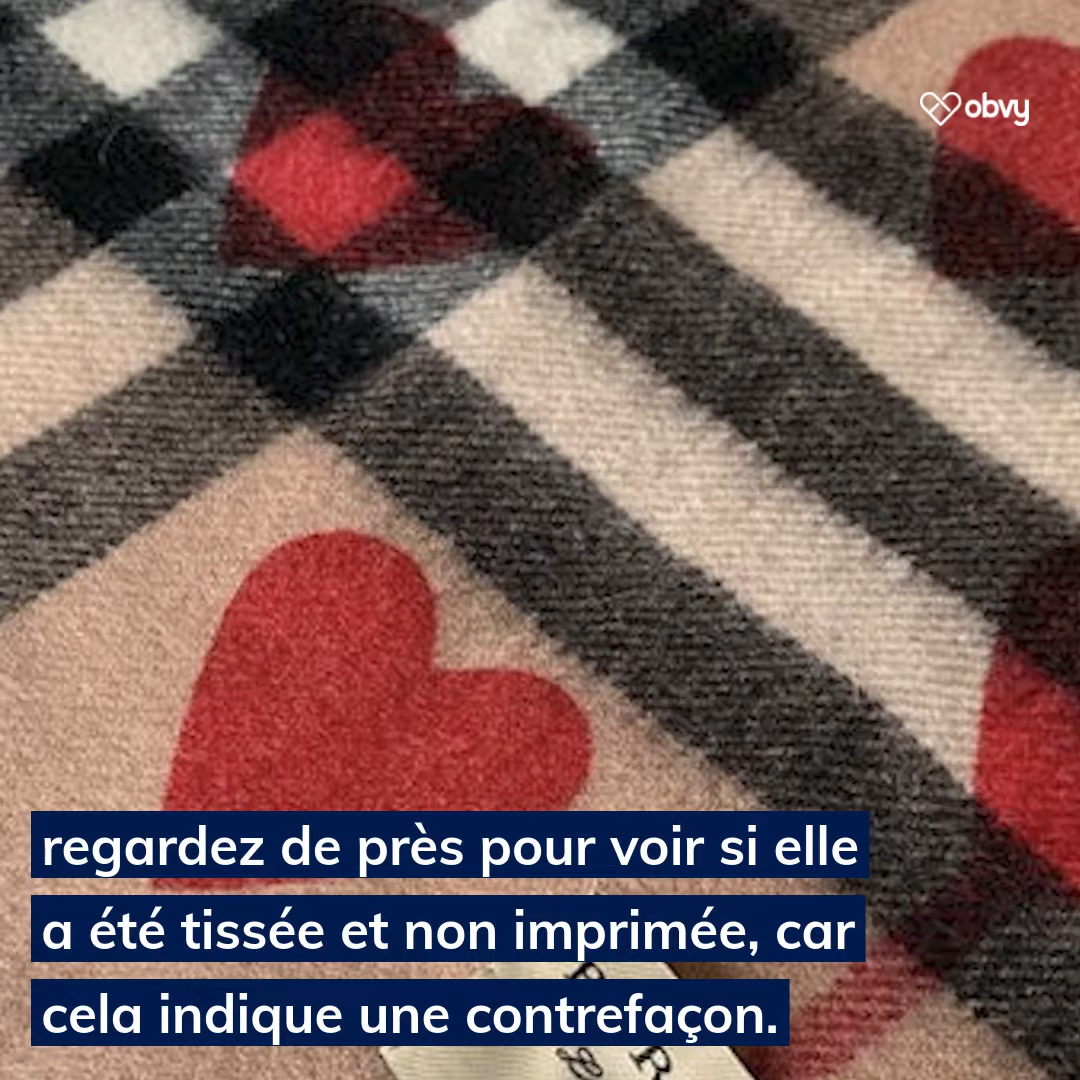 obvy
regardez de près pour voir si elle
a été tissée et non imprimée, car
cela indique une contrefaçon.